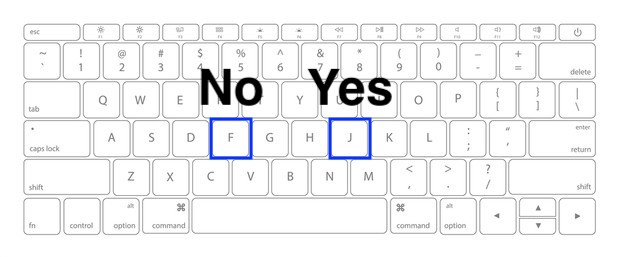 esc F1 F2 F3 F4 F5 F6 F7 F8 F9 F10 F11 F12
~ ! @ # $ % ^ & * ( ) _ +
` 1 2 3 4 5 6 7 8 9 0 - = delete
No Yes
tab Q W E Y O P { [ } ] | \
caps lock A S D F G H J K L : ; " , enter return
shift Z X C V B N M < , > . ? / shift
fn control alt option ⌘ command ⌘ command alt option ◀ ▲ ▼ ▶